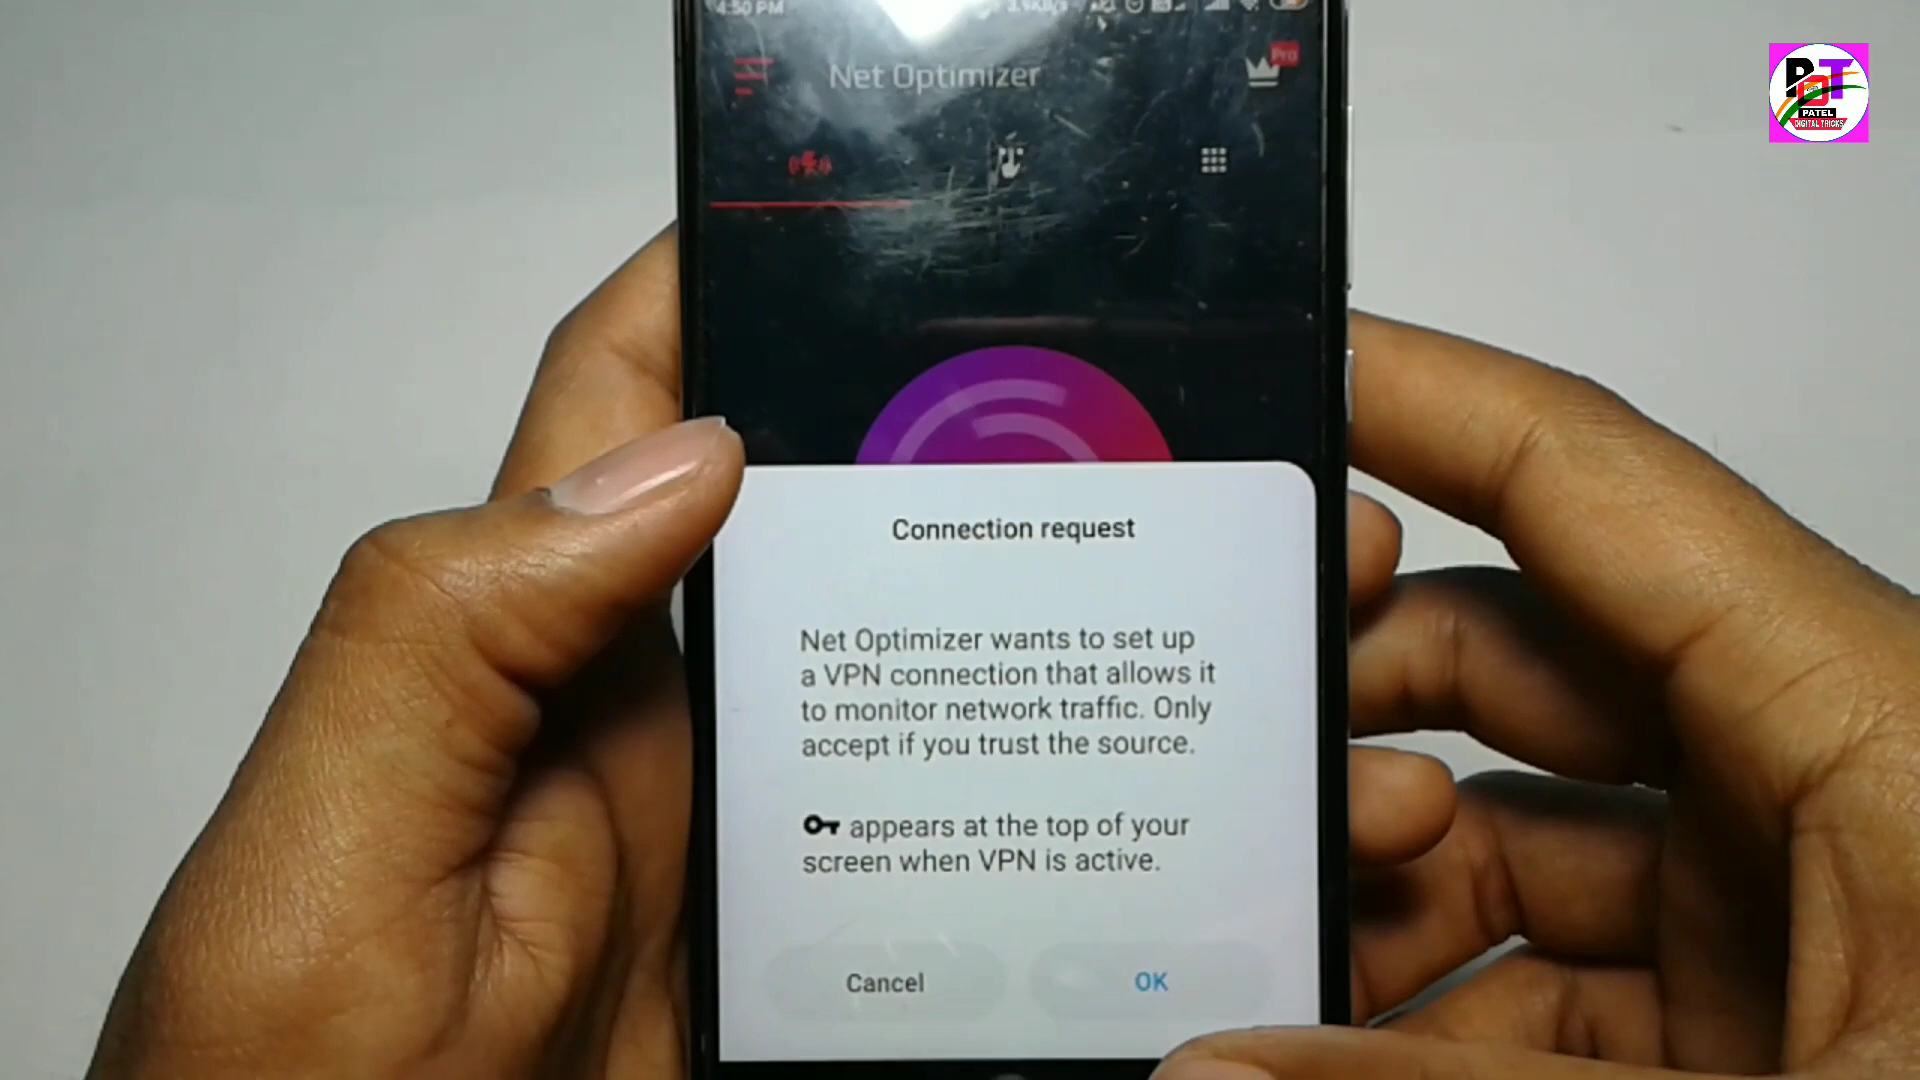 4:50 PM
Net Optimizer
Pro
PDT
PATEL
DIGITAL TRICKS
Connection request
Net Optimizer wants to set up
a VPN connection that allows it
to monitor network traffic. Only
accept if you trust the source.
appears at the top of your
screen when VPN is active.
Cancel
OK